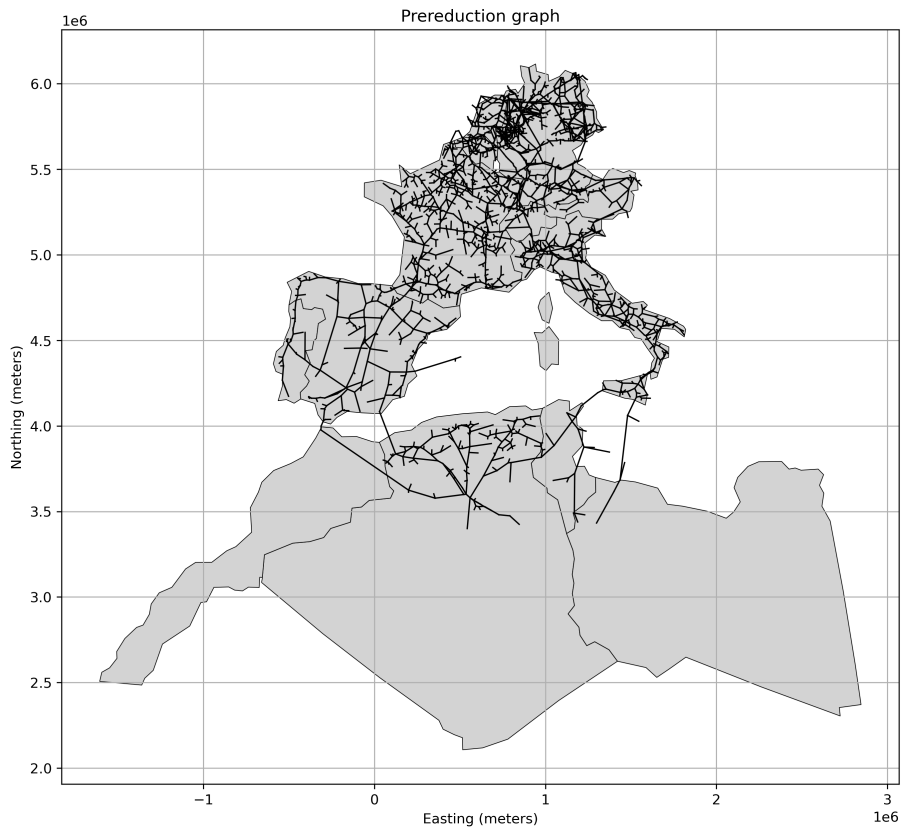 Prereduction graph
1e6
6.0
5.5
5.0
4.5
4.0
3.5
3.0
2.5
2.0
Northing (meters)
−1 0 1 2 3
1e6
Easting (meters)